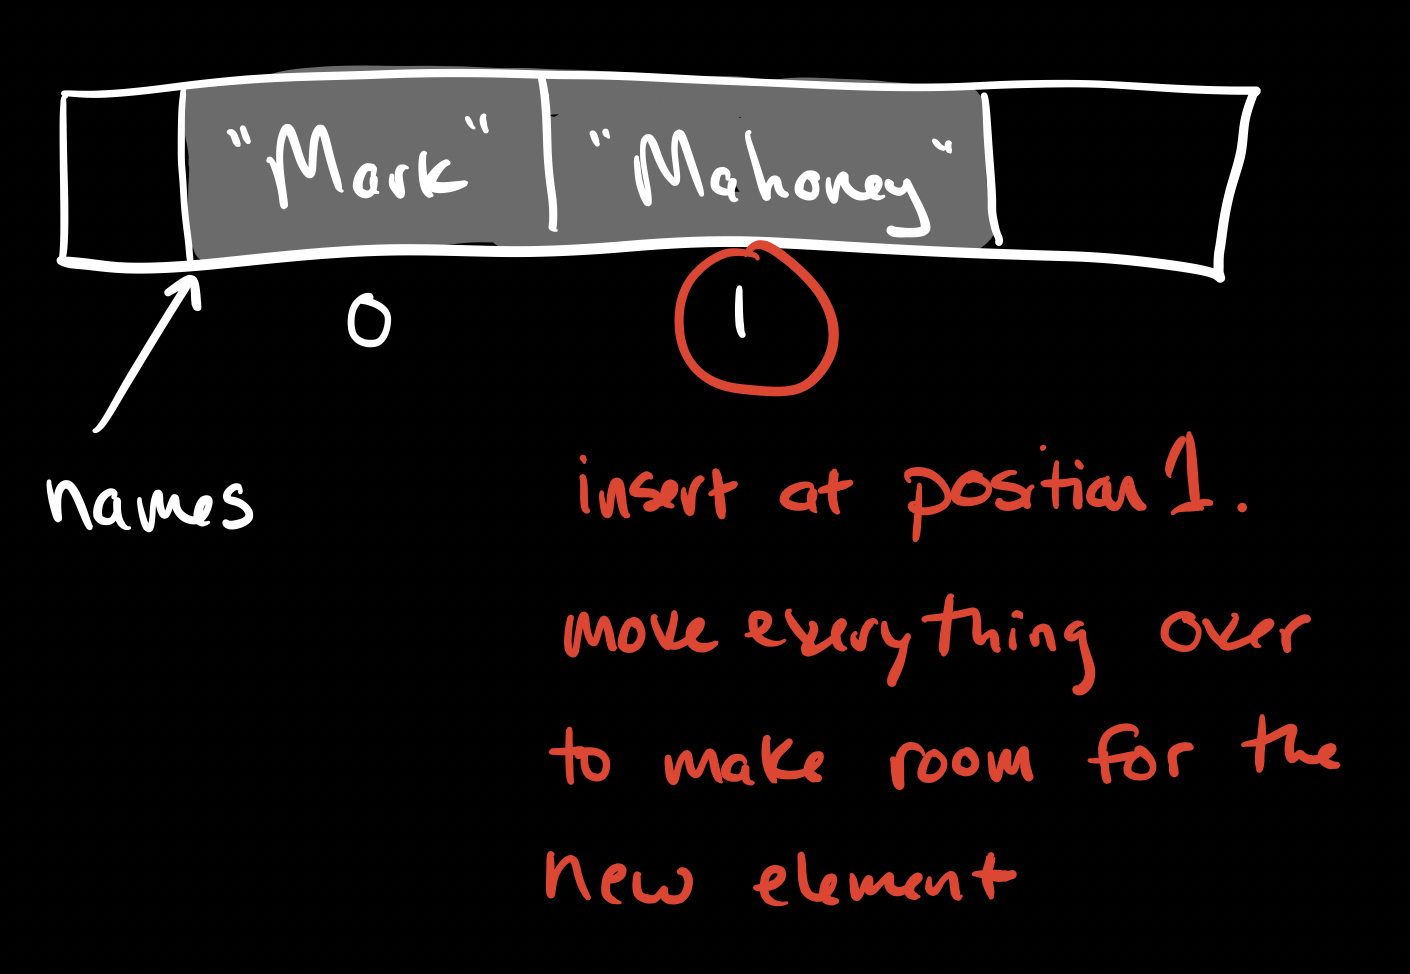 "Mark" "Mahoney"
0 1
names
insert at position 1.
move everything over
to make room for the
new element